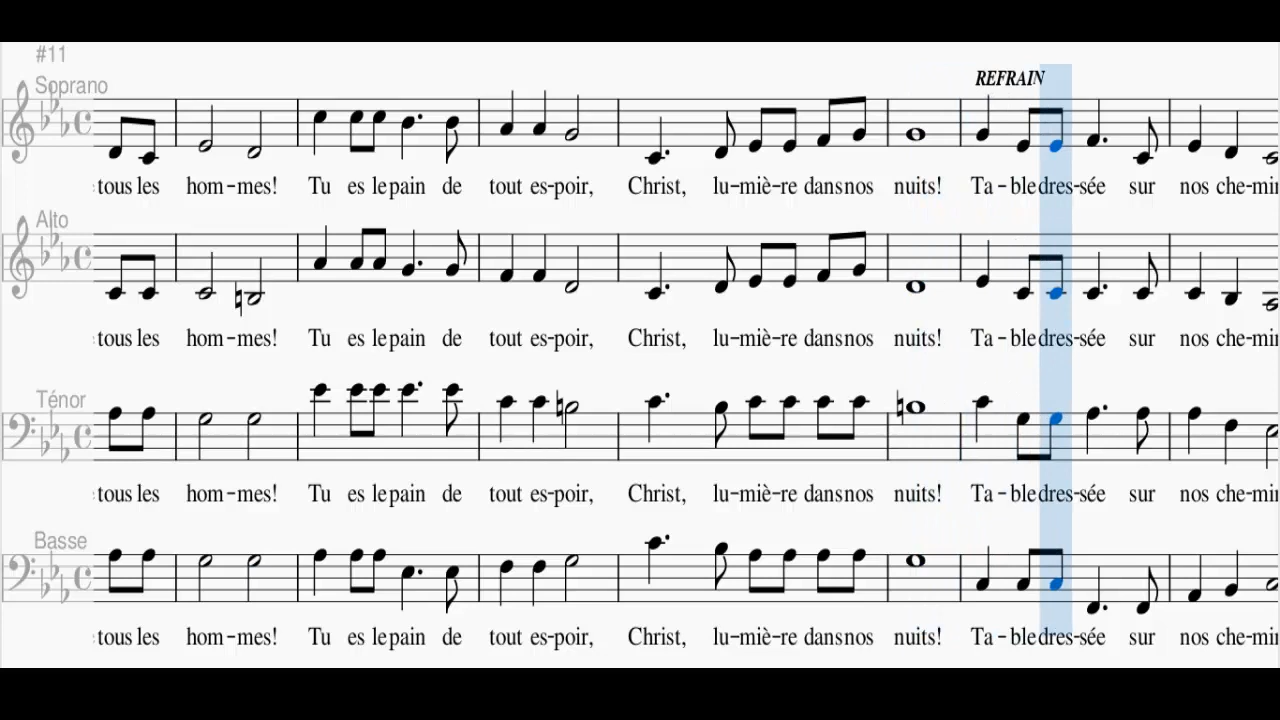 #11
Soprano
REFRAIN
tous les hom-mes! Tu es le pain de tout es-poir, Christ, lu-miè-re dans nos nuits! Ta-ble dres-sée sur nos che-min
Alto
tous les hom-mes! Tu es le pain de tout es-poir, Christ, lu-miè-re dans nos nuits! Ta-ble dres-sée sur nos che-min
Ténor
tous les hom-mes! Tu es le pain de tout es-poir, Christ, lu-miè-re dans nos nuits! Ta-ble dres-sée sur nos che-min
Basse
tous les hom-mes! Tu es le pain de tout es-poir, Christ, lu-miè-re dans nos nuits! Ta-ble dres-sée sur nos che-min